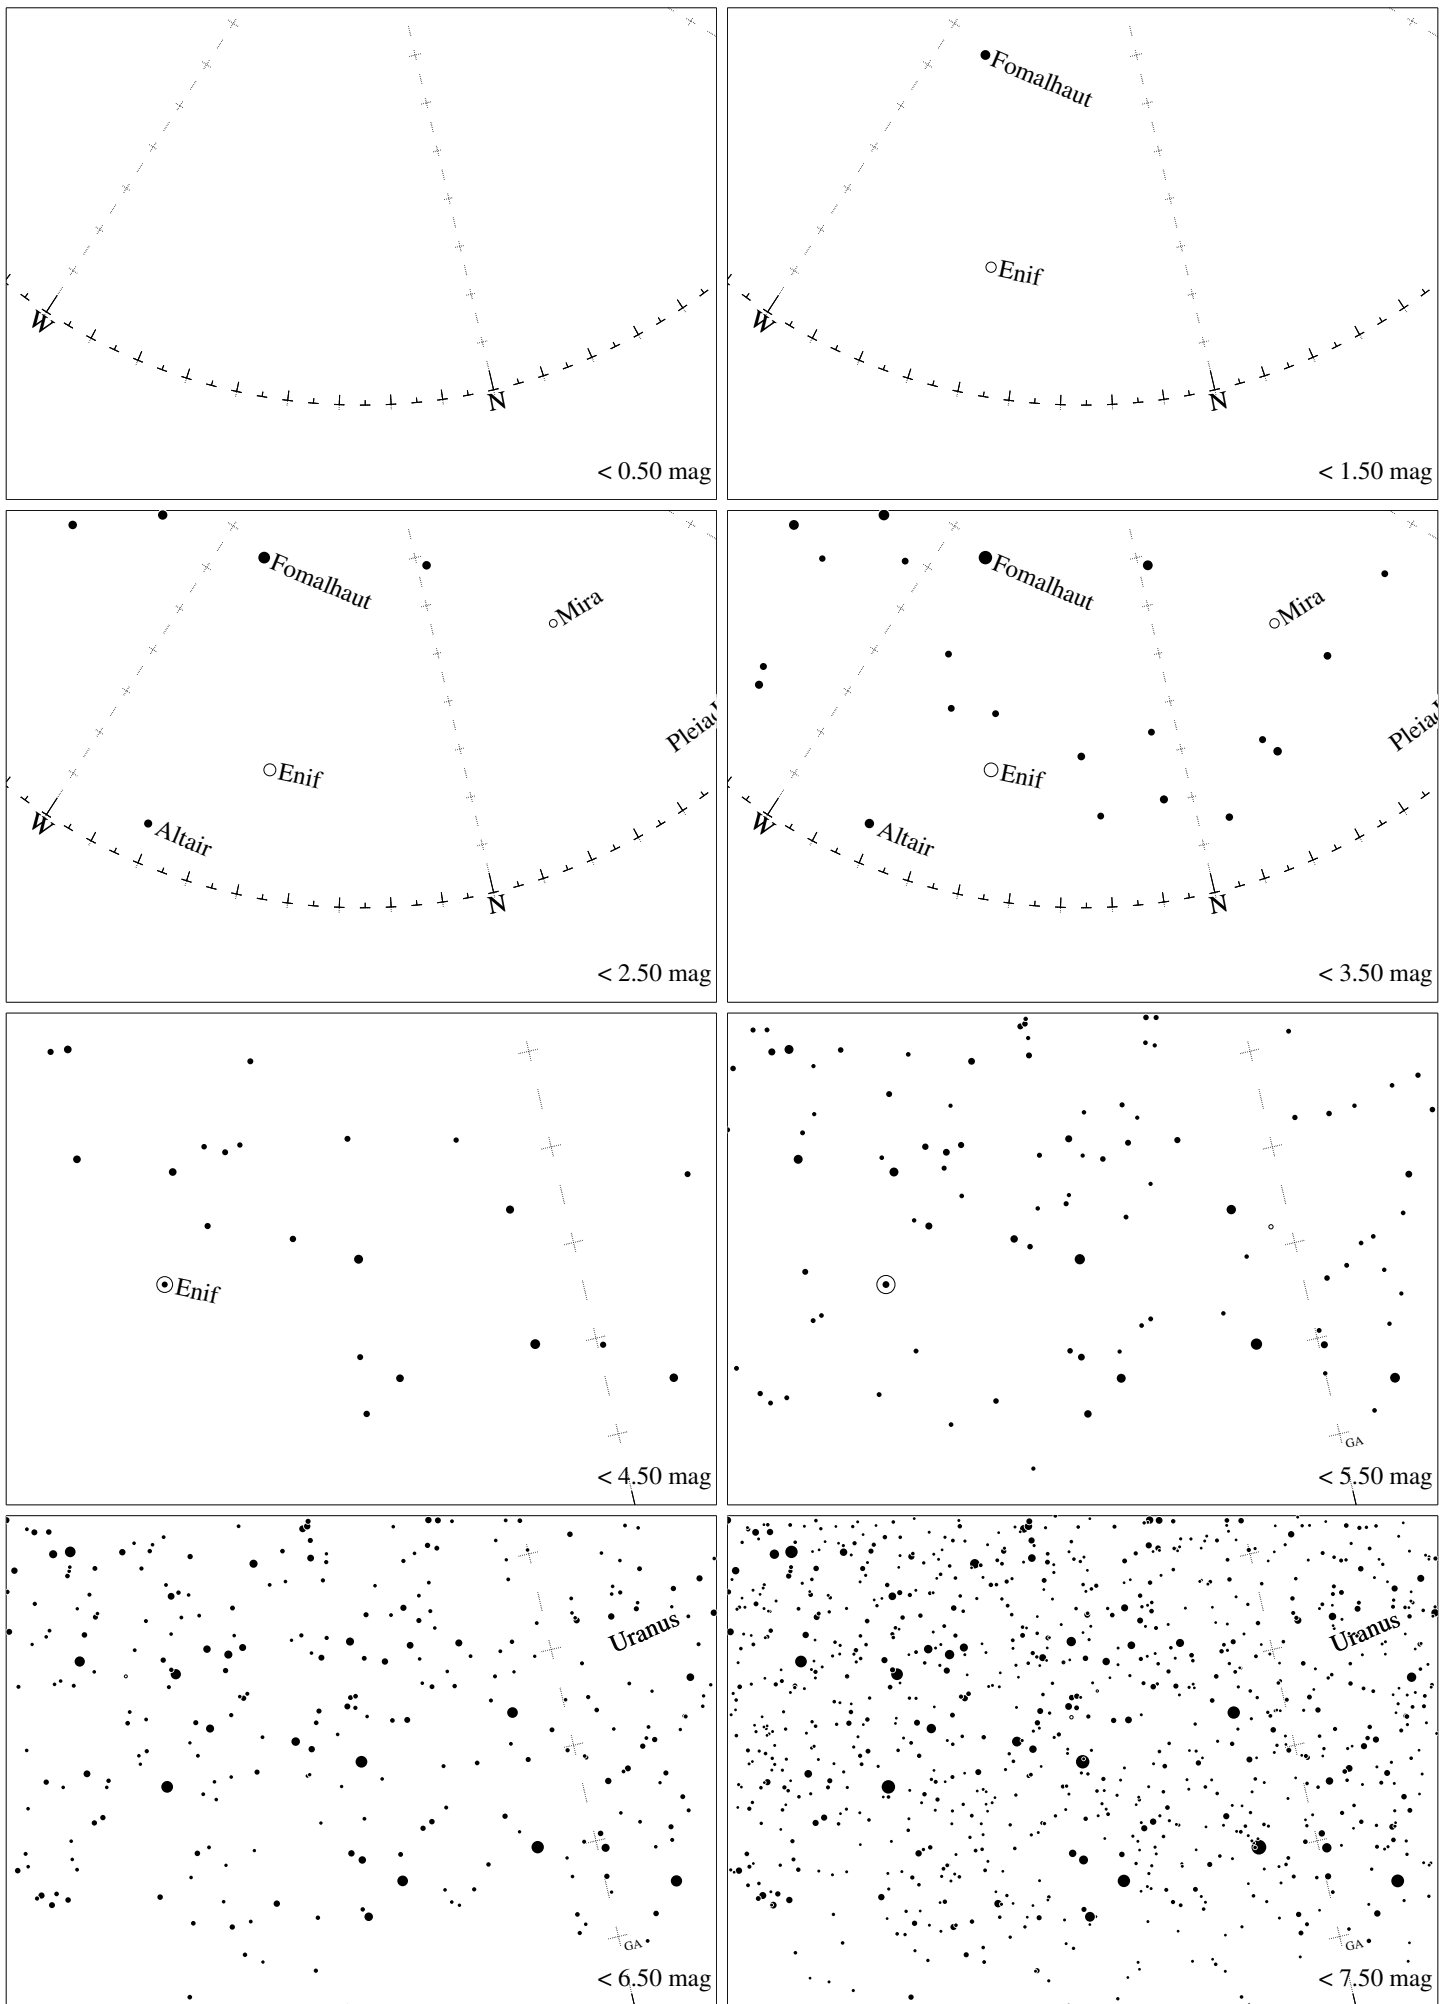 W
N
< 0.50 mag
Fomalhaut
Enif
W
N
< 1.50 mag
Fomalhaut
Mira
Enif
Altair
W
N
< 2.50 mag
Fomalhaut
Mira
Enif
Altair
W
N
< 3.50 mag
Enif
< 4.50 mag
GA
< 5.50 mag
Uranus
GA
< 6.50 mag
Uranus
GA
< 7.50 mag